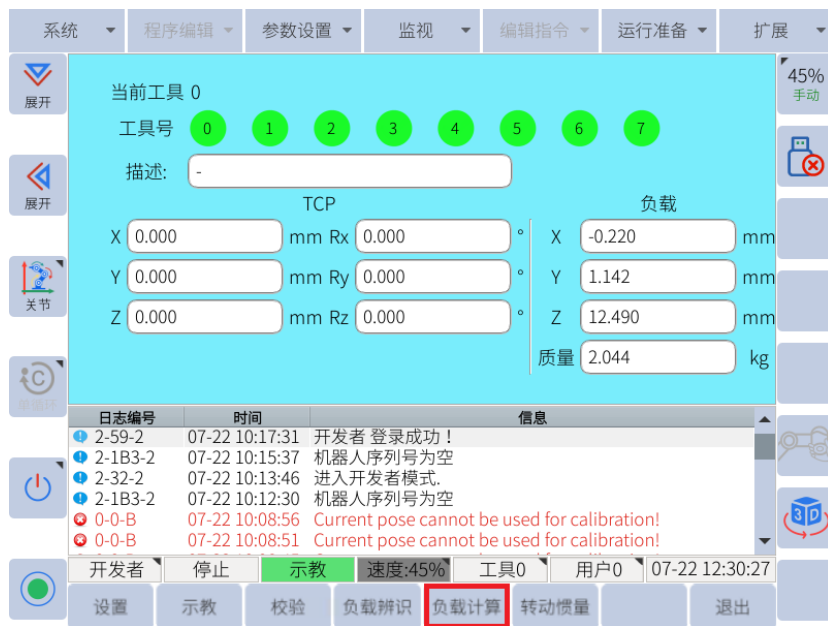 系统 程序编辑 参数设置 监视 编辑指令 运行准备 扩展
展开
45%
手动
当前工具 0
工具号 0 1 2 3 4 5 6 7
描述: -
展开
TCP 负载
X 0.000 mm Rx 0.000 ° X -0.220 mm
Y 0.000 mm Ry 0.000 ° Y 1.142 mm
Z 0.000 mm Rz 0.000 ° Z 12.490 mm
关节
质量 2.044 kg
C
日志编号 时间 信息
2-59-2 07-22 10:17:31 开发者 登录成功！
2-1B3-2 07-22 10:15:37 机器人序列号为空
2-32-2 07-22 10:13:46 进入开发者模式.
2-1B3-2 07-22 10:12:30 机器人序列号为空
0-0-B 07-22 10:08:56 Current pose cannot be used for calibration!
0-0-B 07-22 10:08:51 Current pose cannot be used for calibration!
3D
开发者 停止 示教 速度:45% 工具0 用户0 07-22 12:30:27
设置 示教 校验 负载辨识 负载计算 转动惯量 退出